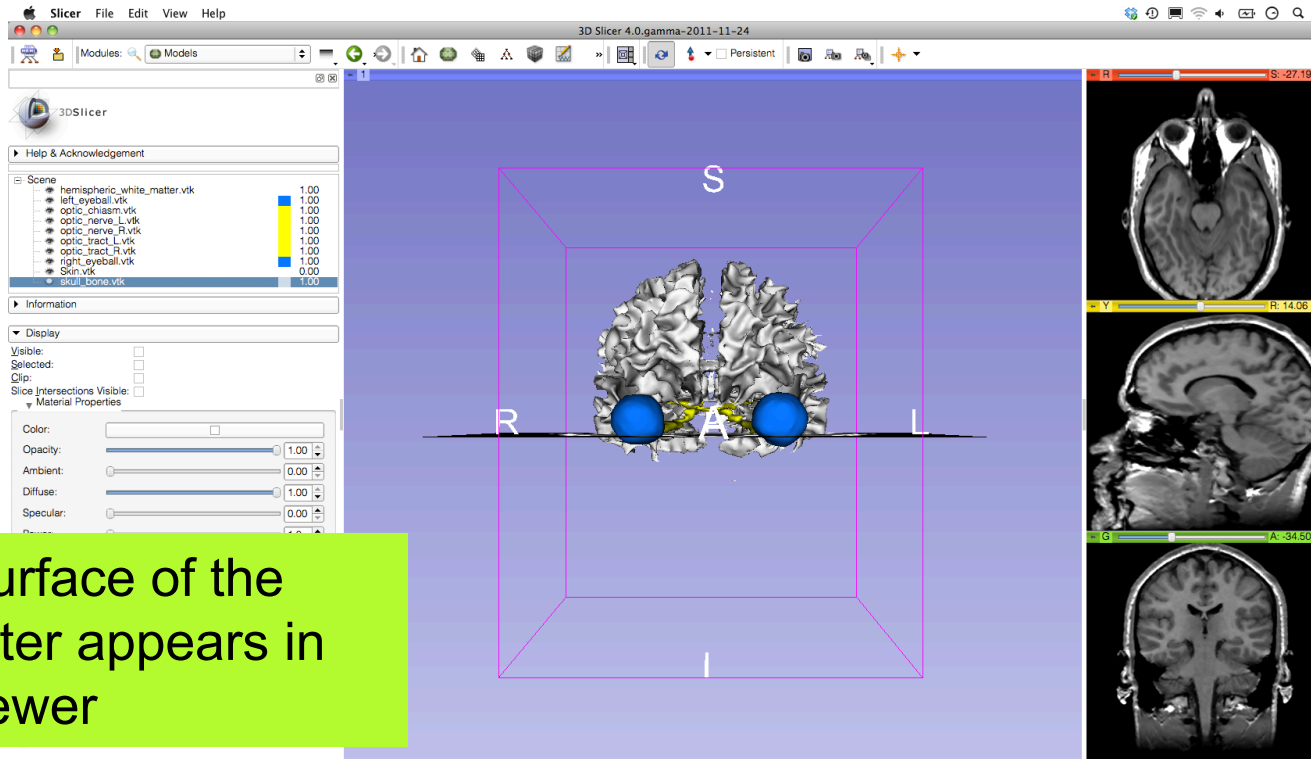 Slicer File Edit View Help
3D Slicer 4.0.gamma-2011-11-24
Modules: Models » Persistent
1
R S: -27.19
3DSlicer
Help & Acknowledgement
Scene
hemispheric_white_matter.vtk 1.00
left_eyeball.vtk 1.00
optic_chiasm.vtk 1.00
optic_nerve_L.vtk 1.00
optic_nerve_R.vtk 1.00
optic_tract_L.vtk 1.00
optic_tract_R.vtk 1.00
right_eyeball.vtk 1.00
Skin.vtk 0.00
skull_bone.vtk 1.00
Information
Display
Visible:
Selected:
Clip:
Slice Intersections Visible:
Material Properties
Color:
Opacity: 1.00
Ambient: 0.00
Diffuse: 1.00
Specular: 0.00
S
R A L
I
Y R: 14.06
G A: -34.50
urface of the
ter appears in
ewer